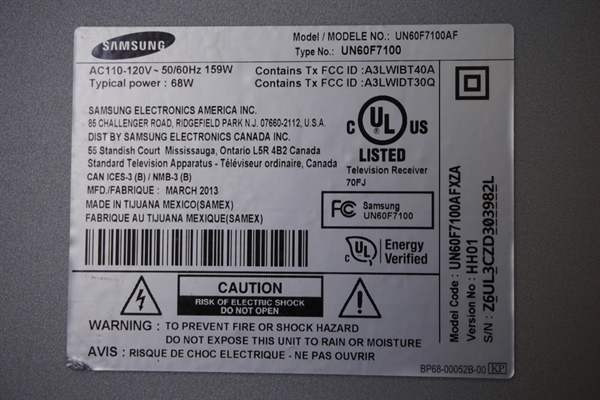 SAMSUNG
Model / MODELE NO. : UN60F7100AF
Type No.: UN60F7100
AC110-120V~ 50/60Hz 159W
Typical power : 68W
Contains Tx FCC ID : A3LWIBT40A
Contains Tx FCC ID : A3LWIDT30Q
SAMSUNG ELECTRONICS AMERICA INC.
85 CHALLENGER ROAD, RIDGEFIELD PARK N.J. 07660-2112, U.S.A.
DIST BY SAMSUNG ELECTRONICS CANADA INC.
55 Standish Court Mississauga, Ontario L5R 4B2 Canada
Standard Television Apparatus - Téléviseur ordinaire, Canada
CAN ICES-3 (B) / NMB-3 (B)
MFD./FABRIQUE : MARCH 2013
MADE IN TIJUANA MEXICO(SAMEX)
FABRIQUE AU TIJUANA MEXIQUE(SAMEX)
C UL US
LISTED
Television Receiver
70FJ
FC Samsung
UN60F7100
C UL Energy
Verified
CAUTION
RISK OF ELECTRIC SHOCK
DO NOT OPEN
WARNING : TO PREVENT FIRE OR SHOCK HAZARD
DO NOT EXPOSE THIS UNIT TO RAIN OR MOISTURE
AVIS : RISQUE DE CHOC ELECTRIQUE - NE PAS OUVRIR
BP68-00052B-00 KP
Model Code : UN60F7100AFXZA
Version No : HH01
S/N : Z6UL3CZD303982L